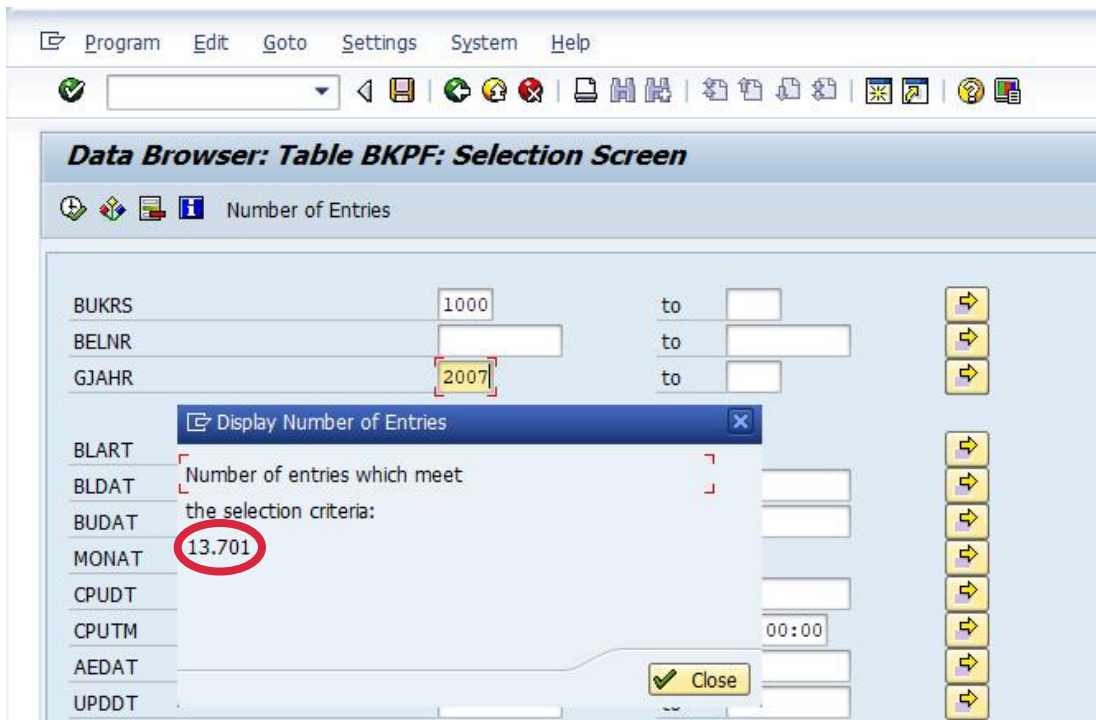 Program Edit Goto Settings System Help
Data Browser: Table BKPF: Selection Screen
Number of Entries
BUKRS 1000 to
BELNR to
GJAHR 2007 to
Display Number of Entries
BLART
Number of entries which meet
BLDAT
the selection criteria:
BUDAT
13.701
MONAT
CPUDT
CPUTM 00:00
AEDAT
Close
UPDDT